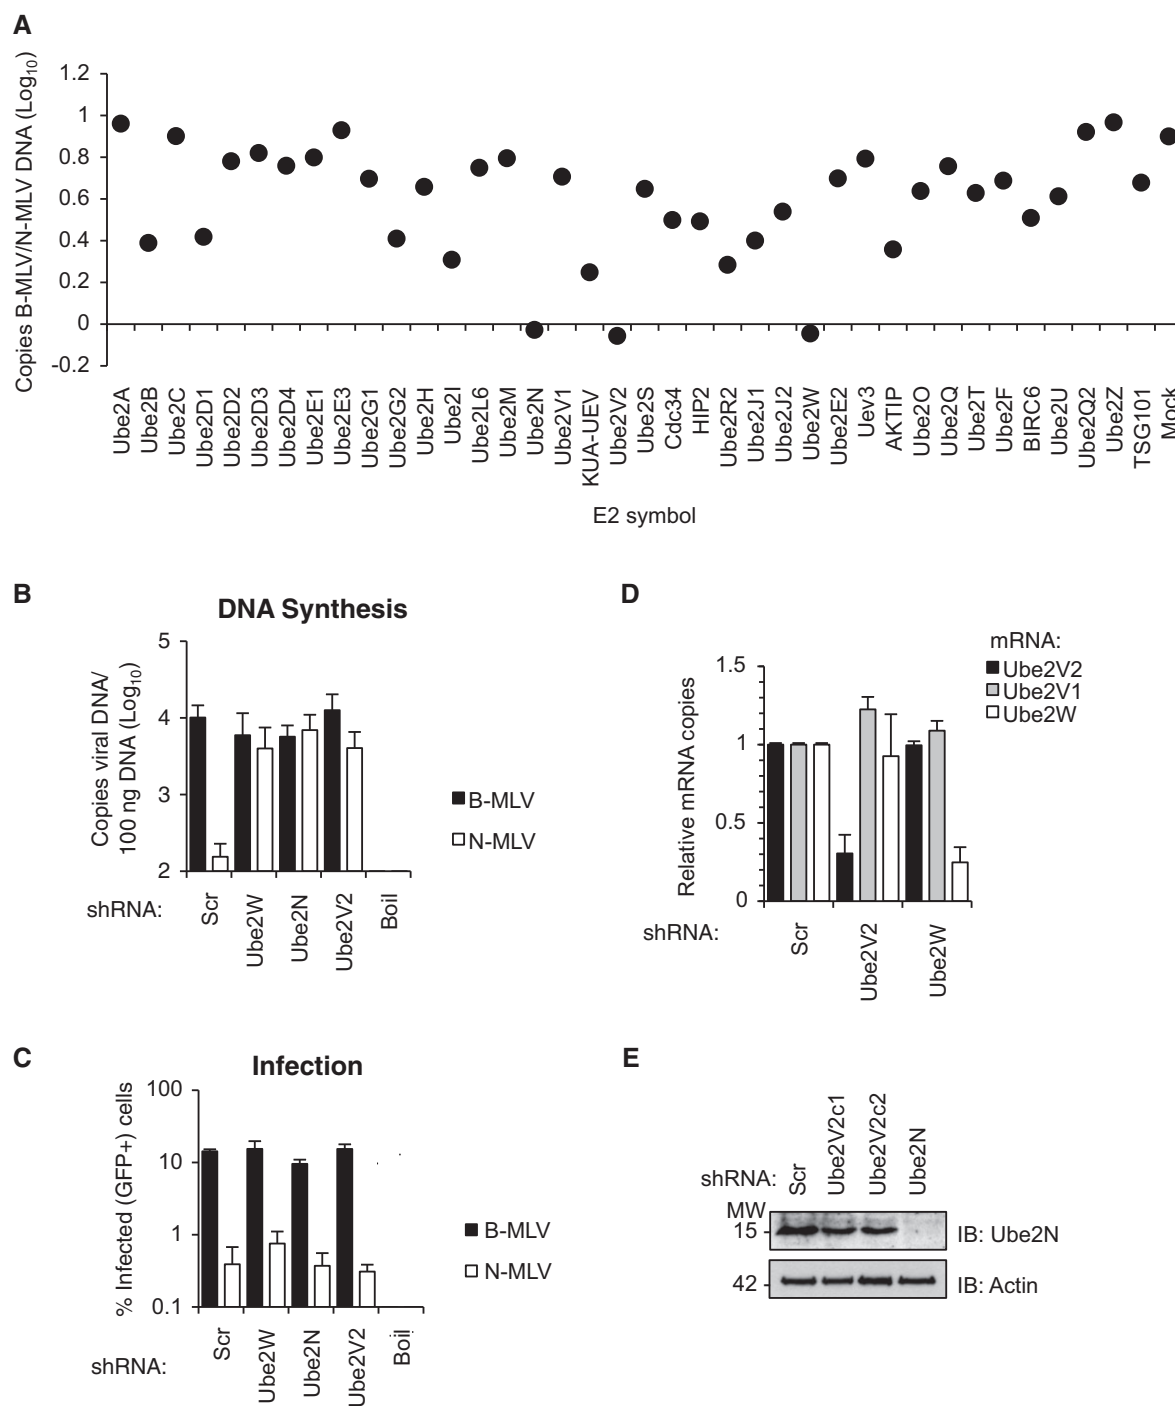 A
Copies B-MLV/N-MLV DNA (Log10)
1.2
1
0.8
0.6
0.4
0.2
0
-0.2
Ube2A
Ube2B
Ube2C
Ube2D1
Ube2D2
Ube2D3
Ube2D4
Ube2E1
Ube2E3
Ube2G1
Ube2G2
Ube2H
Ube2I
Ube2L6
Ube2M
Ube2N
Ube2V1
KUA-UEV
Ube2V2
Ube2S
Cdc34
HIP2
Ube2R2
Ube2J1
Ube2J2
Ube2W
Ube2E2
Uev3
AKTIP
Ube2O
Ube2Q
Ube2T
Ube2F
BIRC6
Ube2U
Ube2Q2
Ube2Z
TSG101
Mock
E2 symbol
B
DNA Synthesis
Copies viral DNA/
100 ng DNA (Log10)
5
4
3
2
B-MLV
N-MLV
shRNA:
Scr
Ube2W
Ube2N
Ube2V2
Boil
D
mRNA:
Ube2V2
Ube2V1
Ube2W
Relative mRNA copies
1.5
1
0.5
0
shRNA:
Scr
Ube2V2
Ube2W
C
Infection
% Infected (GFP+) cells
100
10
1
0.1
B-MLV
N-MLV
shRNA:
Scr
Ube2W
Ube2N
Ube2V2
Boil
E
shRNA:
Scr
Ube2V2c1
Ube2V2c2
Ube2N
MW
15
IB: Ube2N
42
IB: Actin